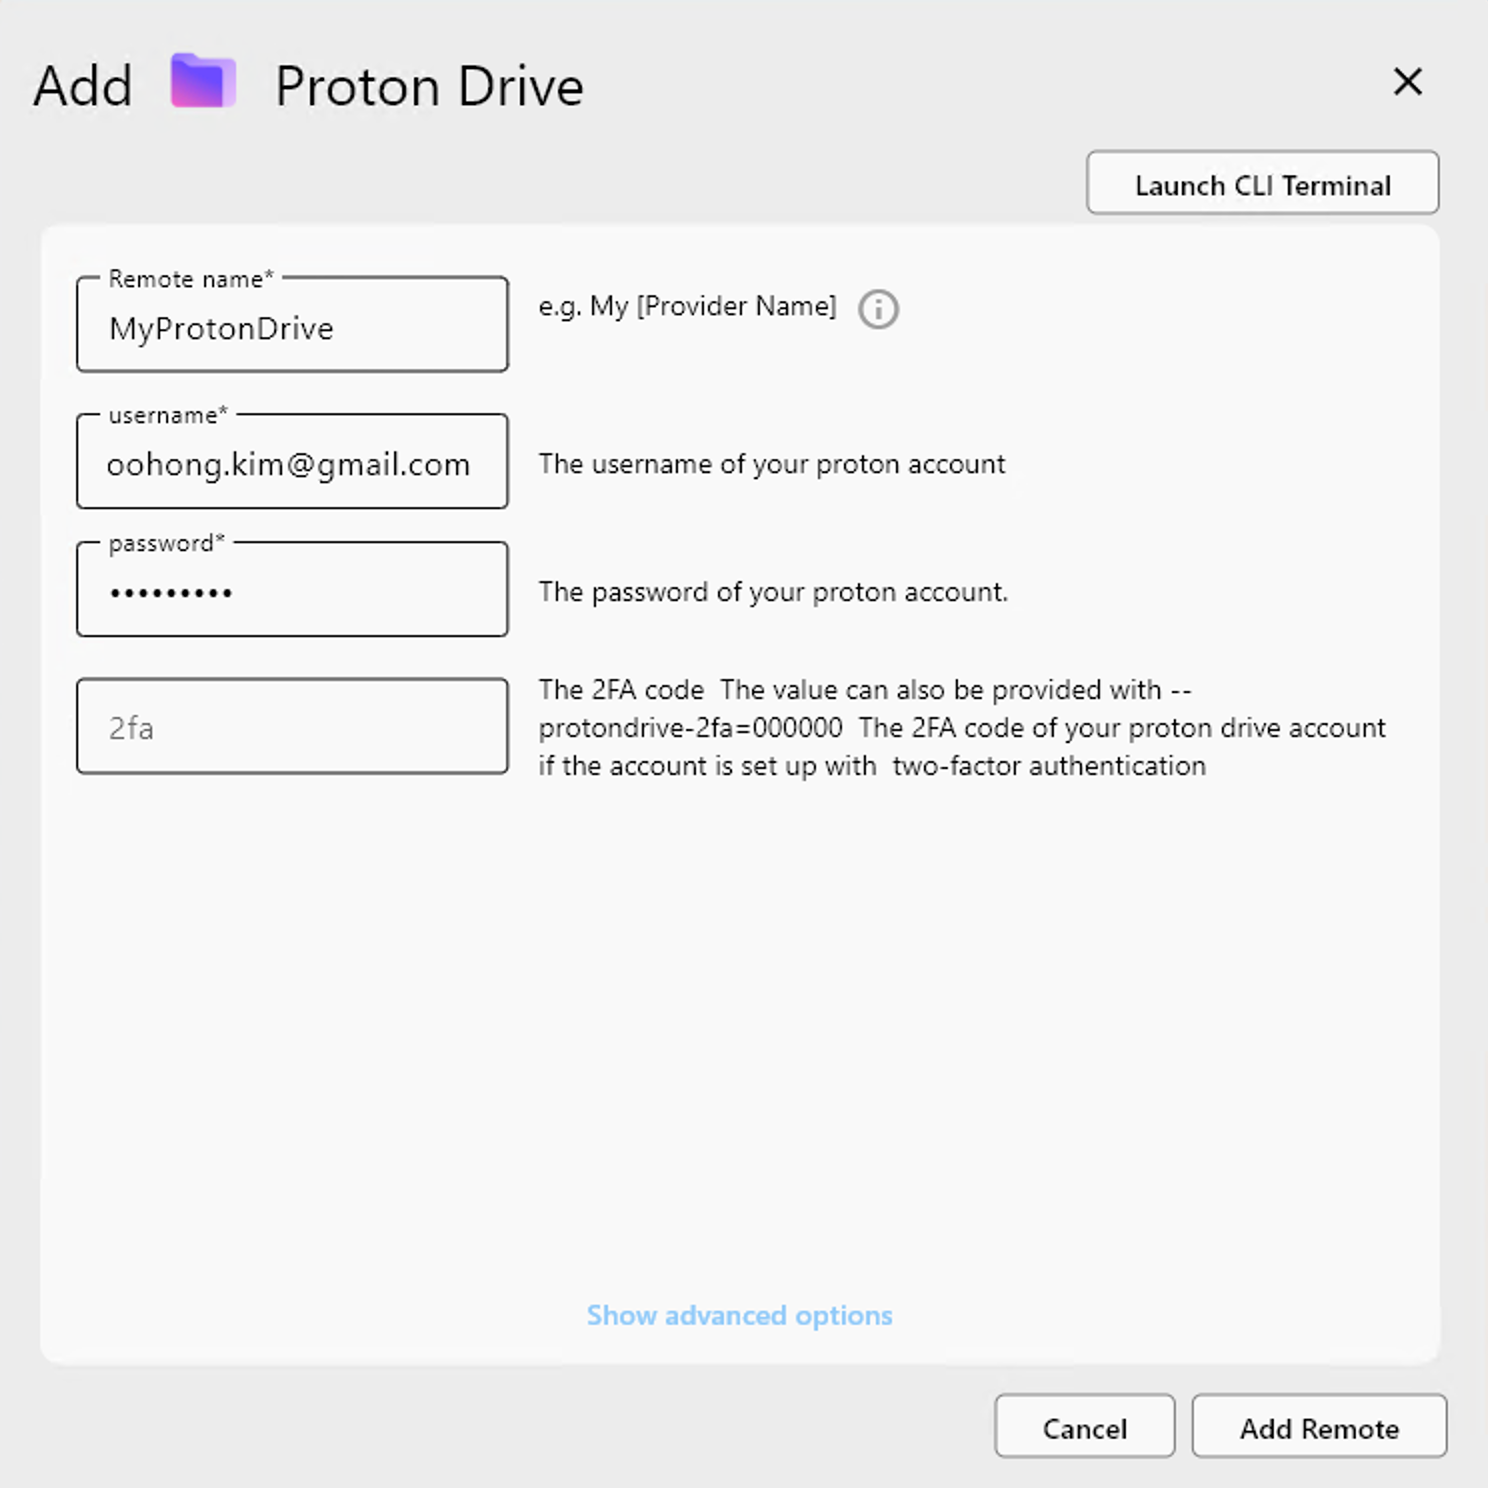 Add Proton Drive
Launch CLI Terminal
Remote name*
MyProtonDrive
e.g. My [Provider Name]
username*
oohong.kim@gmail.com
The username of your proton account
password*
•••••••••
The password of your proton account.
2fa
The 2FA code  The value can also be provided with --
protondrive-2fa=000000  The 2FA code of your proton drive account
if the account is set up with  two-factor authentication
Show advanced options
Cancel
Add Remote